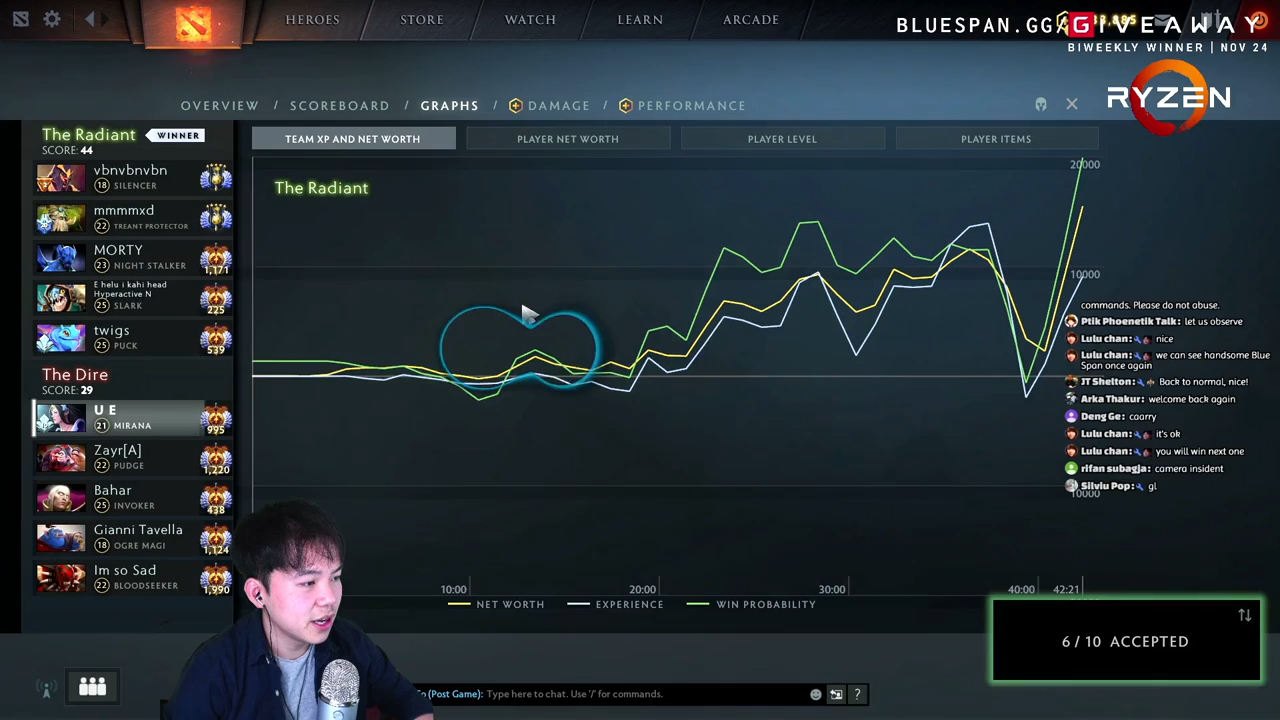 HEROES
STORE
WATCH
LEARN
ARCADE
BLUESPAN.GG/GIVEAWAY
BIWEEKLY WINNER | NOV 24
RYZEN
OVERVIEW / SCOREBOARD / GRAPHS / DAMAGE / PERFORMANCE
The Radiant WINNER
SCORE: 44
TEAM XP AND NET WORTH
PLAYER NET WORTH
PLAYER LEVEL
PLAYER ITEMS
vbnvbnvbn
18 SILENCER
mmmmxd
22 TREANT PROTECTOR
MORTY
23 NIGHT STALKER
1,171
E helu i kahi head
Hyperactive N
25 SLARK
225
twigs
25 PUCK
539
The Dire
SCORE: 29
U E
21 MIRANA
995
Zayr[A]
22 PUDGE
1,220
Bahar
25 INVOKER
438
Gianni Tavella
18 OGRE MAGI
1,124
Im so Sad
22 BLOODSEEKER
1,990
The Radiant
20000
10000
10000
10:00
20:00
30:00
40:00
42:21
NET WORTH
EXPERIENCE
WIN PROBABILITY
commands. Please do not abuse.
Ptik Phoenetik Talk: let us observe
Lulu chan: nice
Lulu chan: we can see handsome Blue
Span once again
JT Shelton: Back to normal, nice!
Arka Thakur: welcome back again
Deng Ge: caarry
Lulu chan: it's ok
Lulu chan: you will win next one
rifan subagja: camera insident
Silviu Pop: gl
6 / 10 ACCEPTED
To (Post Game): Type here to chat. Use '/' for commands.
?